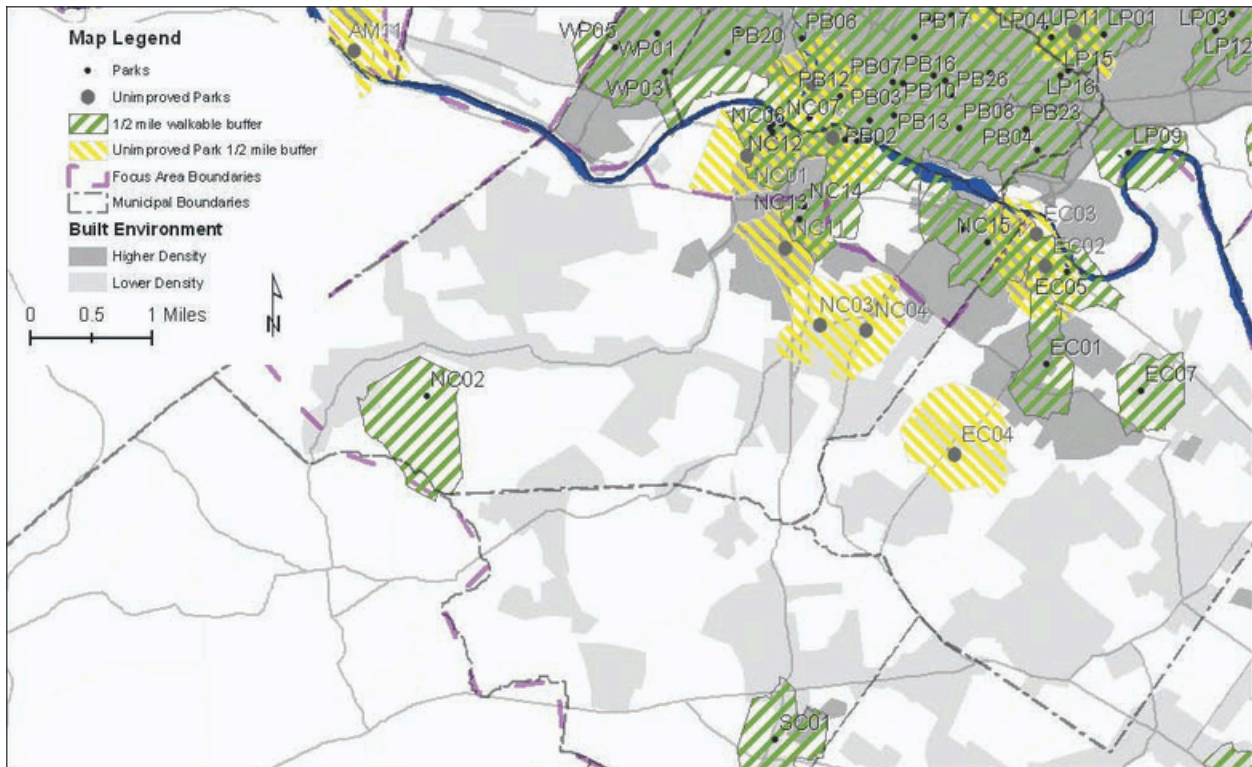 Map Legend
Parks
Unimproved Parks
1/2 mile walkable buffer
Unimproved Park 1/2 mile buffer
Focus Area Boundaries
Municipal Boundaries
Built Environment
Higher Density
Lower Density
0 0.5 1 Miles
N
AM11
WP05
WP01
WP03
PB20
PB06
PB17
LP04
UP11
LP01
LP03
LP12
LP15
LP16
PB12
PB07
PB16
PB26
PB10
PB03
PB13
PB08
PB23
PB04
PB02
LP09
NC07
NC06
NC12
NC01
NC14
NC13
NC11
NC15
EC03
EC02
EC05
NC03
NC04
EC01
EC07
EC04
NC02
SC01